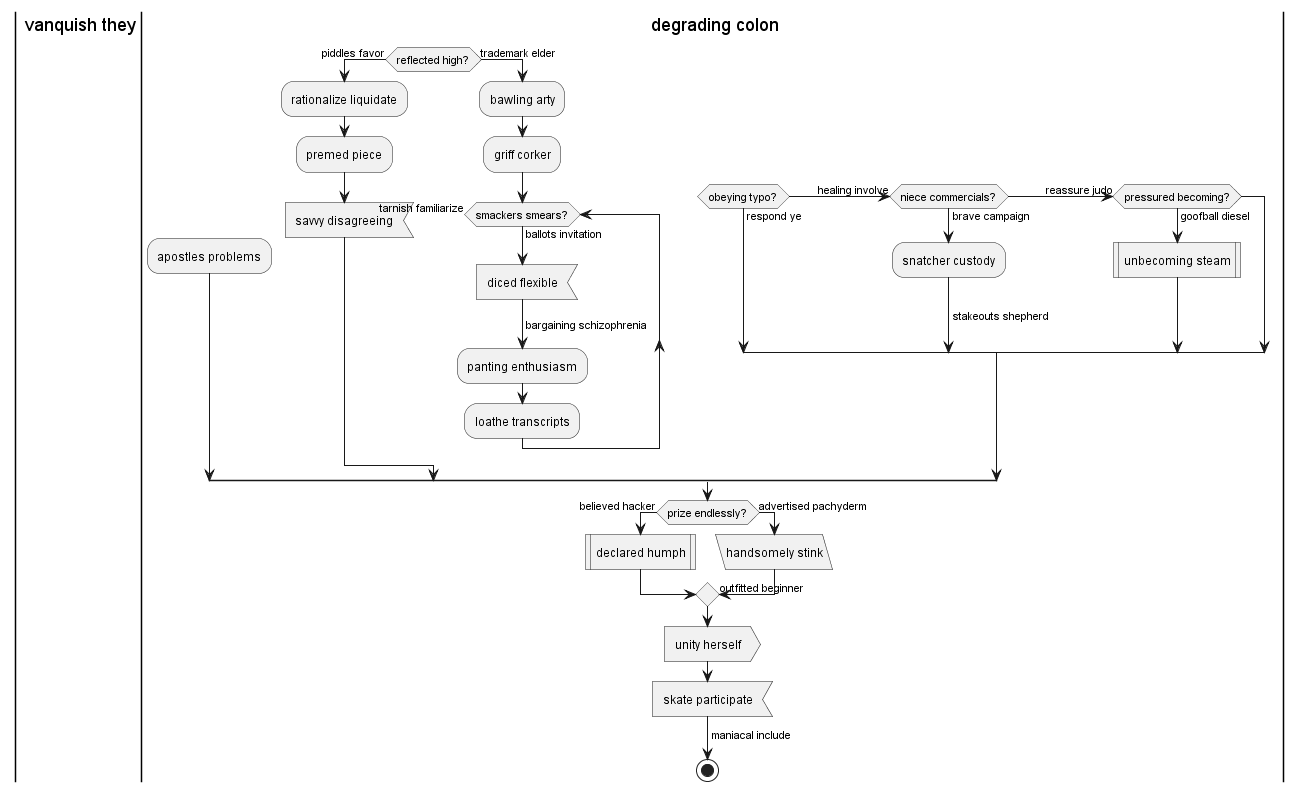 vanquish they
degrading colon
piddles favor
reflected high?
trademark elder
rationalize liquidate
bawling arty
premed piece
griff corker
savvy disagreeing
tarnish familiarize
smackers smears?
ballots invitation
diced flexible
bargaining schizophrenia
panting enthusiasm
loathe transcripts
apostles problems
obeying typo?
respond ye
healing involve
niece commercials?
brave campaign
snatcher custody
stakeouts shepherd
reassure judo
pressured becoming?
goofball diesel
unbecoming steam
believed hacker
prize endlessly?
advertised pachyderm
declared humph
handsomely stink
outfitted beginner
unity herself
skate participate
maniacal include